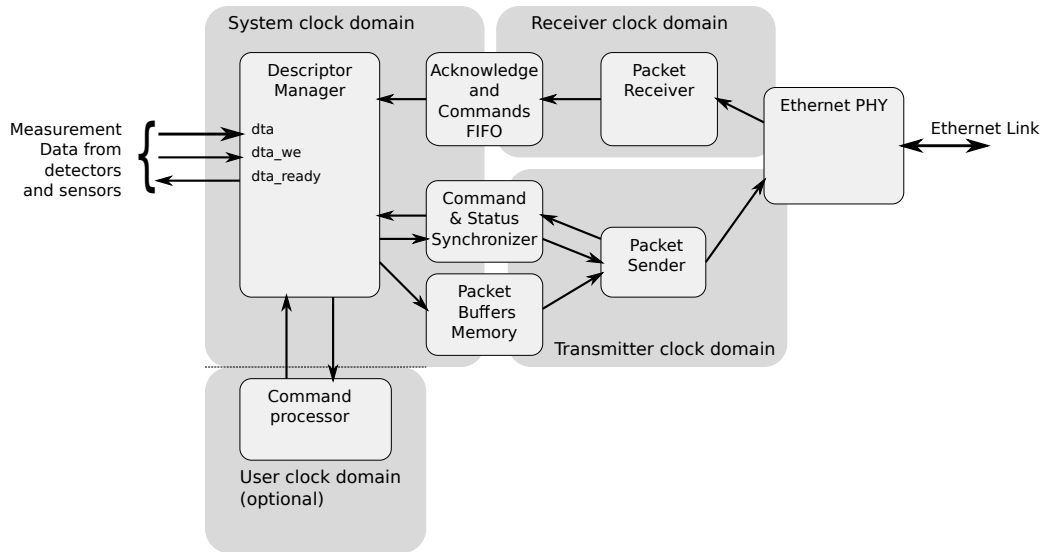 System clock domain
Receiver clock domain
Descriptor
Manager
Acknowledge
and
Commands
FIFO
Packet
Receiver
Ethernet PHY
Ethernet Link
Measurement
Data from
detectors
and sensors
{
dta
dta_we
dta_ready
Command
& Status
Synchronizer
Packet
Sender
Packet
Buffers
Memory
Transmitter clock domain
Command
processor
User clock domain
(optional)